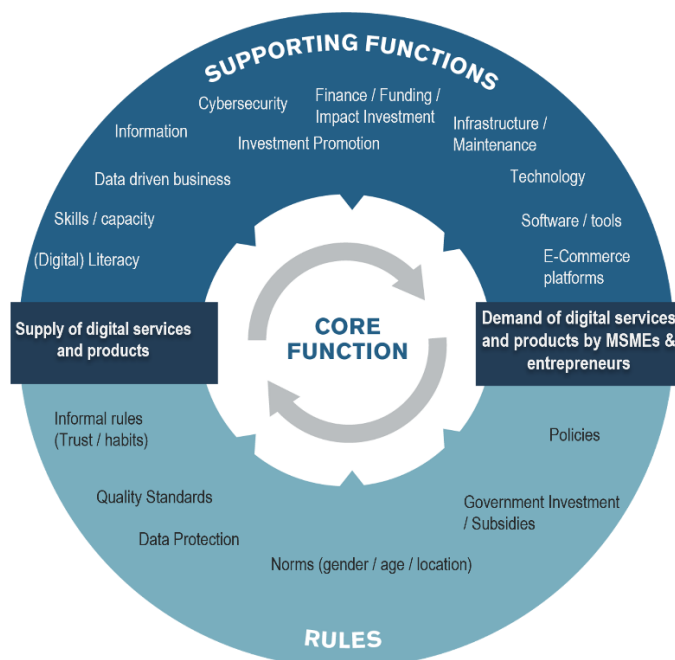 SUPPORTING FUNCTIONS
Cybersecurity
Finance / Funding /
Impact Investment
Information
Investment Promotion
Infrastructure /
Maintenance
Data driven business
Technology
Skills / capacity
Software / tools
(Digital) Literacy
E-Commerce
platforms
Supply of digital services
and products
CORE
FUNCTION
Demand of digital services
and products by MSMEs &
entrepreneurs
Informal rules
(Trust / habits)
Policies
Quality Standards
Government Investment
/ Subsidies
Data Protection
Norms (gender / age / location)
RULES